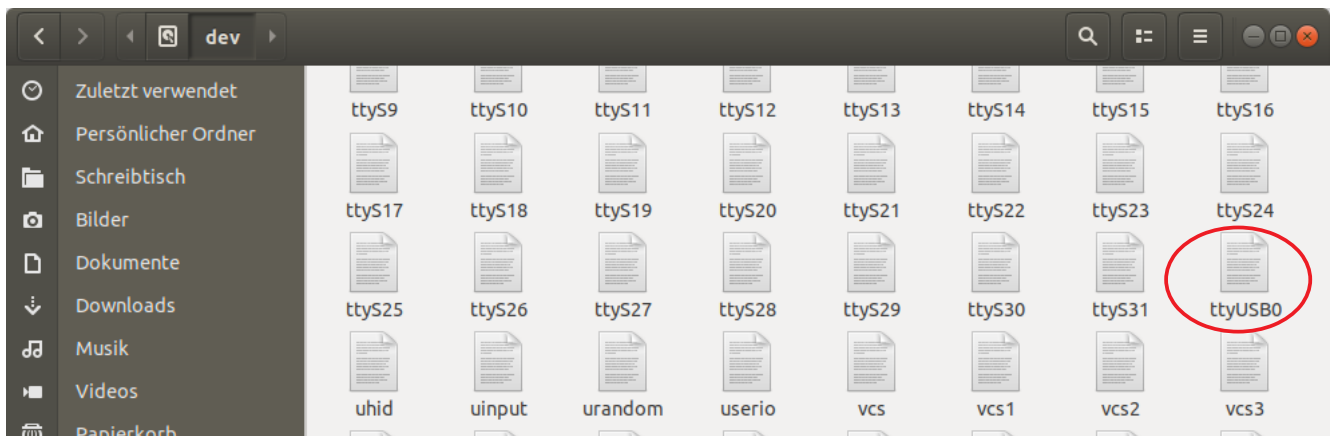 dev
Zuletzt verwendet
Persönlicher Ordner
Schreibtisch
Bilder
Dokumente
Downloads
Musik
Videos
Papierkorb
ttyS9 ttyS10 ttyS11 ttyS12 ttyS13 ttyS14 ttyS15 ttyS16
ttyS17 ttyS18 ttyS19 ttyS20 ttyS21 ttyS22 ttyS23 ttyS24
ttyS25 ttyS26 ttyS27 ttyS28 ttyS29 ttyS30 ttyS31 ttyUSB0
uhid uinput urandom userio vcs vcs1 vcs2 vcs3